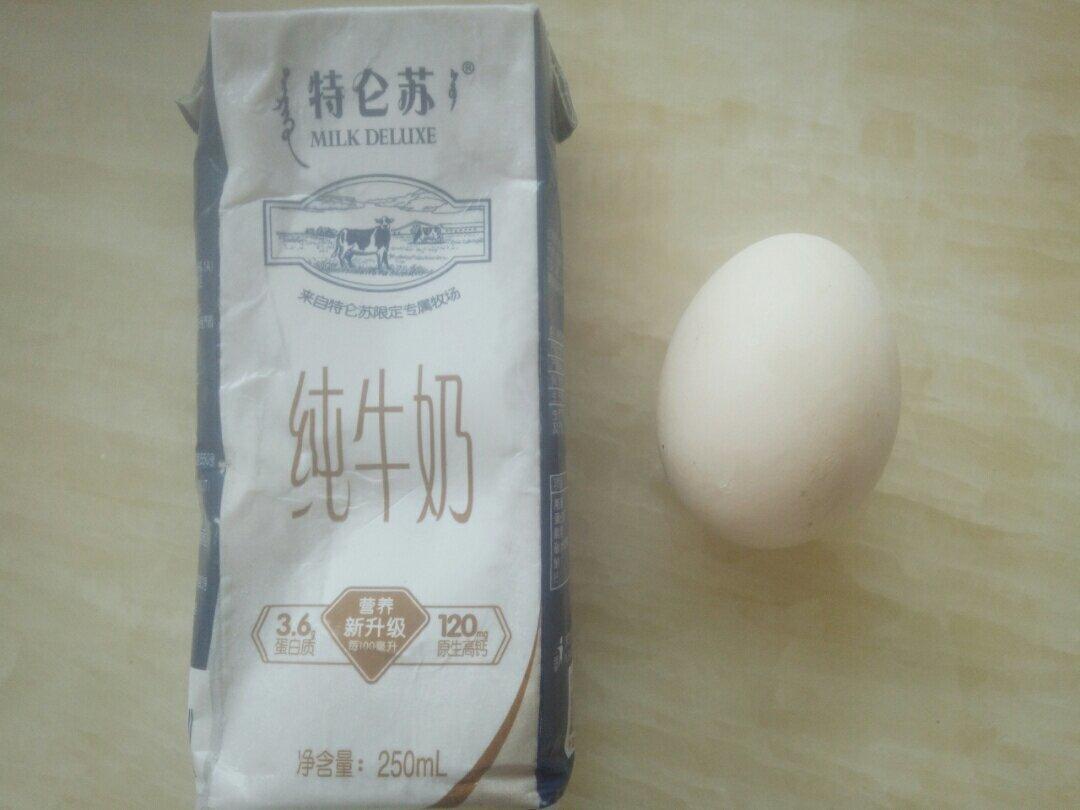 特仑苏®
MILK DELUXE
来自特仑苏限定专属牧场
纯牛奶
营养
新升级
每100毫升
3.6g
蛋白质
120mg
原生高钙
净含量：250mL